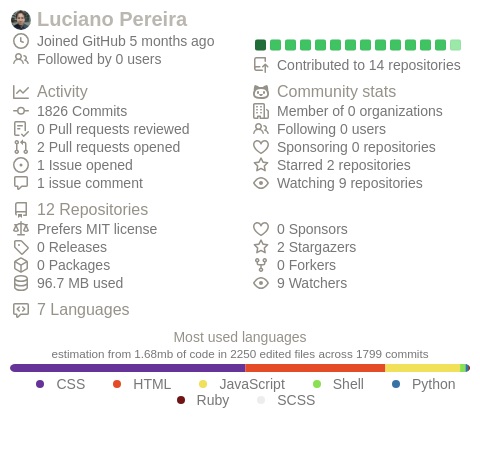 Luciano Pereira
Joined GitHub 5 months ago
Followed by 0 users
Contributed to 14 repositories
Activity
1826 Commits
0 Pull requests reviewed
2 Pull requests opened
1 Issue opened
1 issue comment
Community stats
Member of 0 organizations
Following 0 users
Sponsoring 0 repositories
Starred 2 repositories
Watching 9 repositories
12 Repositories
Prefers MIT license
0 Releases
0 Packages
96.7 MB used
0 Sponsors
2 Stargazers
0 Forkers
9 Watchers
7 Languages
Most used languages
estimation from 1.68mb of code in 2250 edited files across 1799 commits
CSS HTML JavaScript Shell Python
Ruby SCSS